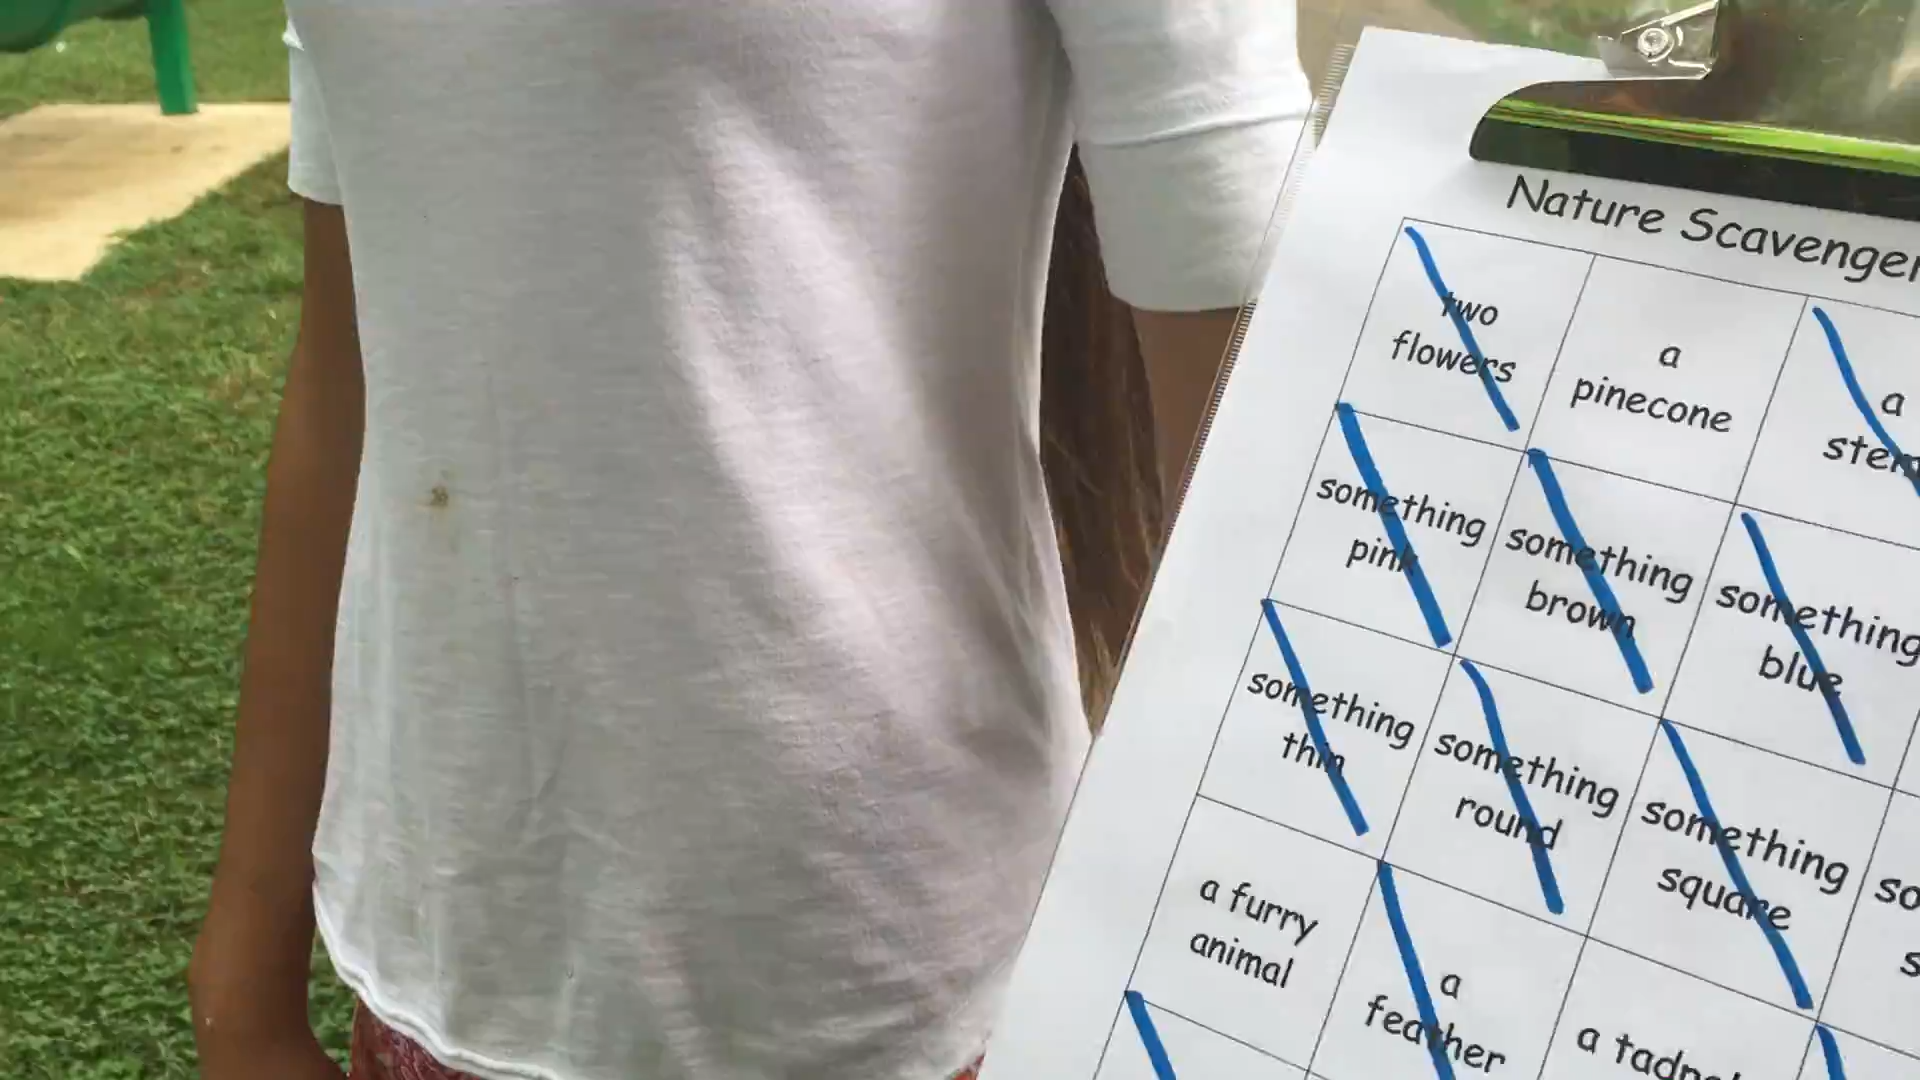 Nature Scavenger
two
flowers
a
pinecone
a
something
pink
something
brown
something
blue
something
thin
something
round
something
square
a furry
animal
a
feather
a